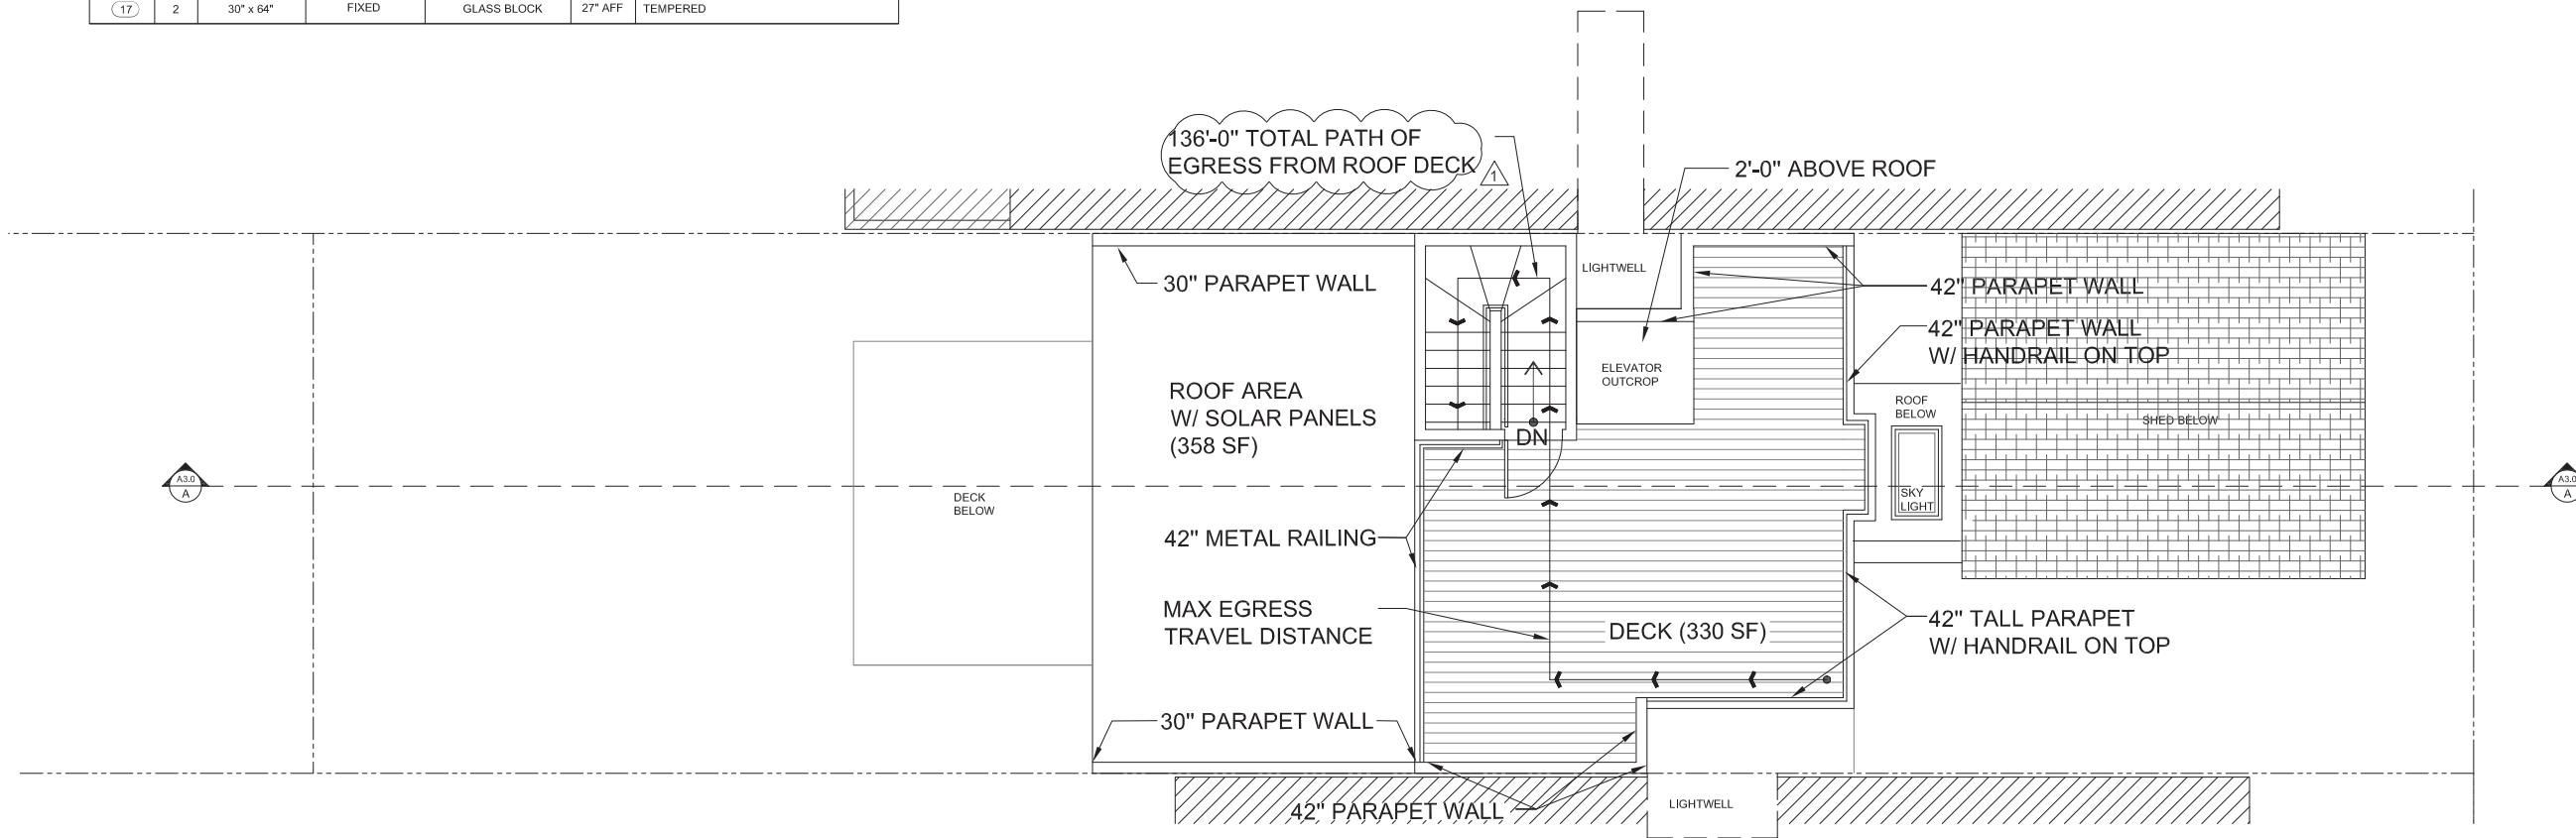 17 2 30" x 64" FIXED GLASS BLOCK 27" AFF TEMPERED
136'-0" TOTAL PATH OF
EGRESS FROM ROOF DECK
1
2'-0" ABOVE ROOF
30" PARAPET WALL
LIGHTWELL
42" PARAPET WALL
42" PARAPET WALL
W/ HANDRAIL ON TOP
ELEVATOR
OUTCROP
ROOF AREA
W/ SOLAR PANELS
(358 SF)
DN
ROOF
BELOW
SHED BELOW
A3.0
A
DECK
BELOW
SKY
LIGHT
A3.0
A
42" METAL RAILING
MAX EGRESS
TRAVEL DISTANCE
DECK (330 SF)
42" TALL PARAPET
W/ HANDRAIL ON TOP
30" PARAPET WALL
42" PARAPET WALL
LIGHTWELL